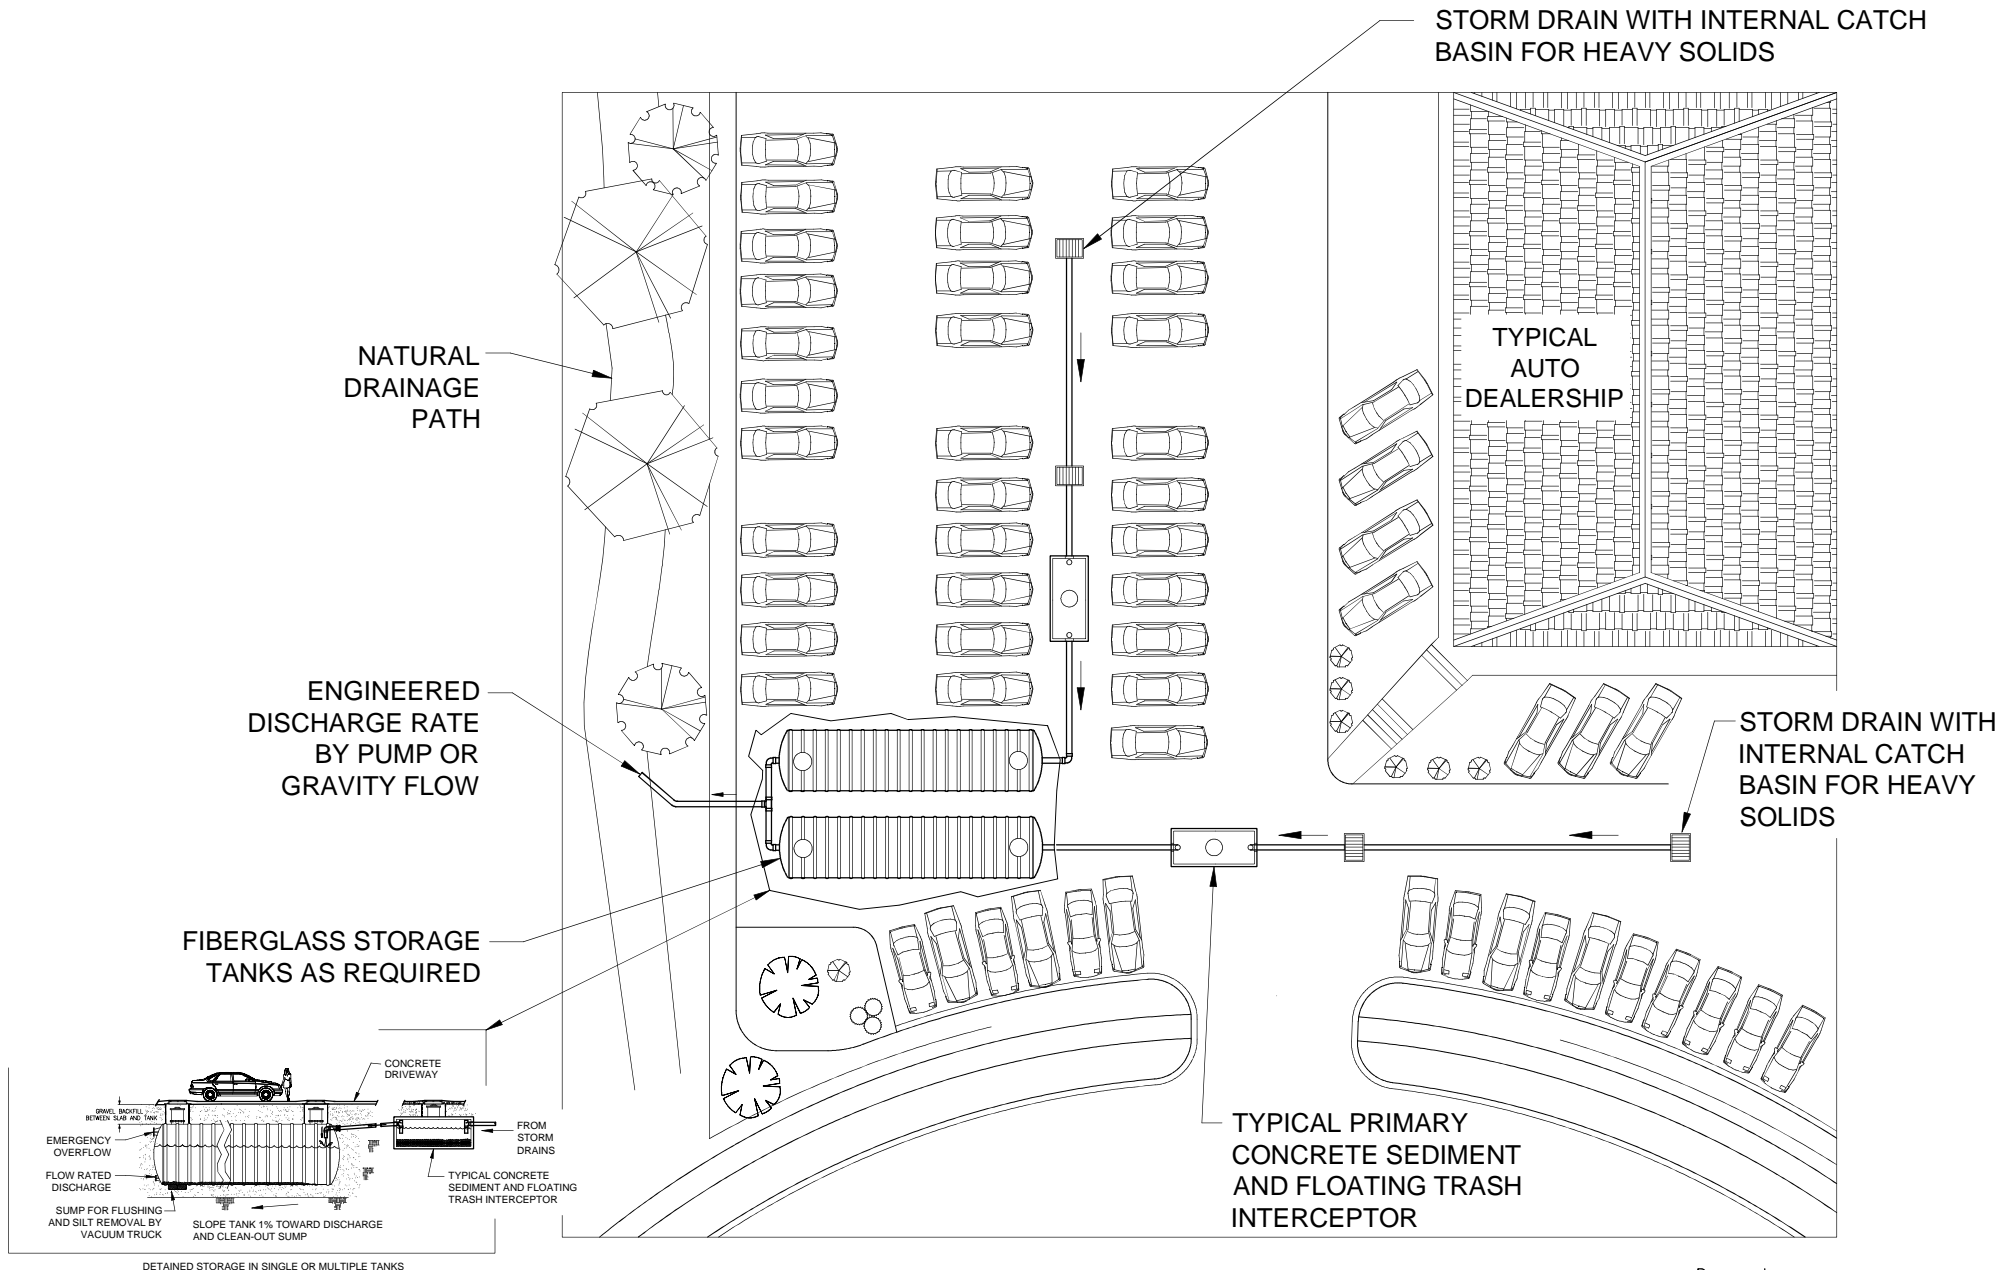 STORM DRAIN WITH INTERNAL CATCH
BASIN FOR HEAVY SOLIDS
NATURAL
DRAINAGE
PATH
TYPICAL
AUTO
DEALERSHIP
ENGINEERED
DISCHARGE RATE
BY PUMP OR
GRAVITY FLOW
STORM DRAIN WITH
INTERNAL CATCH
BASIN FOR HEAVY
SOLIDS
FIBERGLASS STORAGE
TANKS AS REQUIRED
TYPICAL PRIMARY
CONCRETE SEDIMENT
AND FLOATING TRASH
INTERCEPTOR
CONCRETE
DRIVEWAY
GRAVEL BACKFILL
BETWEEN SLAB AND TANK
EMERGENCY
OVERFLOW
FLOW RATED
DISCHARGE
SUMP FOR FLUSHING
AND SILT REMOVAL BY
VACUUM TRUCK
SLOPE TANK 1% TOWARD DISCHARGE
AND CLEAN-OUT SUMP
FROM
STORM
DRAINS
TYPICAL CONCRETE
SEDIMENT AND FLOATING
TRASH INTERCEPTOR
DETAINED STORAGE IN SINGLE OR MULTIPLE TANKS